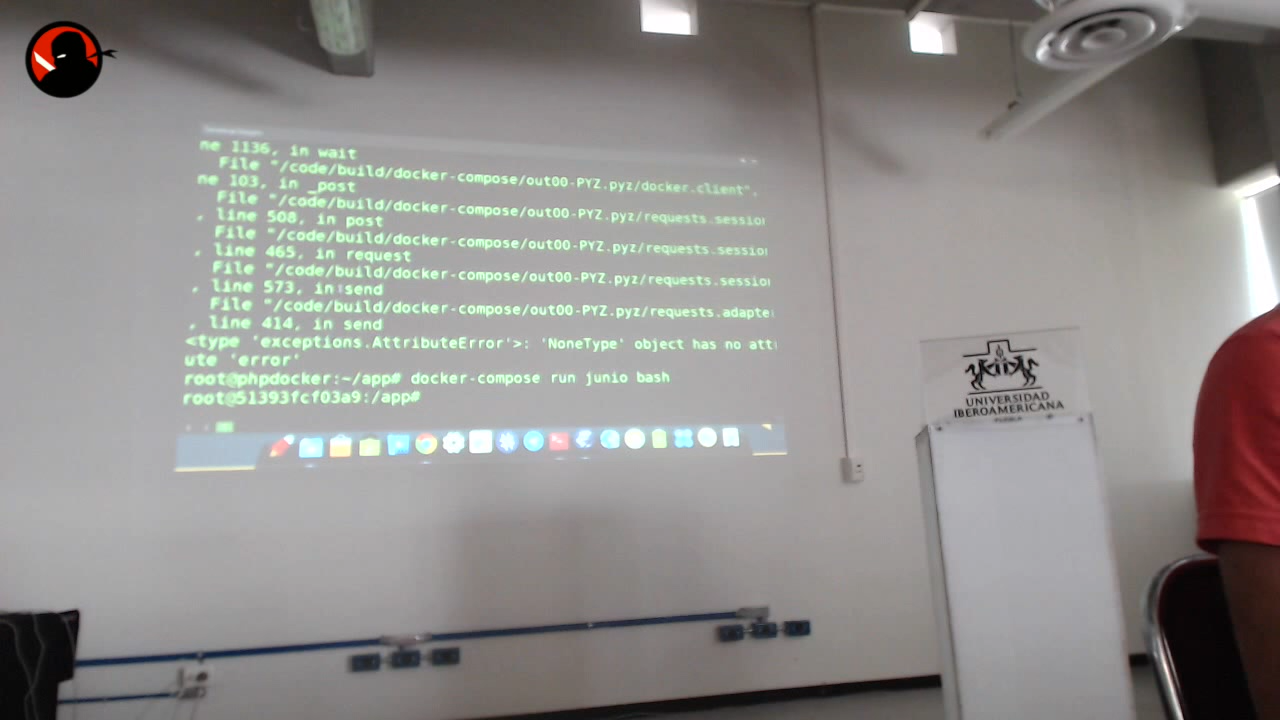 ne 1136, in wait
File "/code/build/docker-compose/out00-PYZ.pyz/docker.client",
ne 103, in _post
File "/code/build/docker-compose/out00-PYZ.pyz/requests.session
, line 508, in post
File "/code/build/docker-compose/out00-PYZ.pyz/requests.session
, line 465, in request
File "/code/build/docker-compose/out00-PYZ.pyz/requests.session
, line 573, in send
File "/code/build/docker-compose/out00-PYZ.pyz/requests.adapte
, line 414, in send
<type 'exceptions.AttributeError'>: 'NoneType' object has no att
ute 'error'
root@phpdocker:~/app# docker-compose run junio bash
root@51393fcf03a9:/app#
UNIVERSIDAD
IBEROAMERICANA
PUEBLA